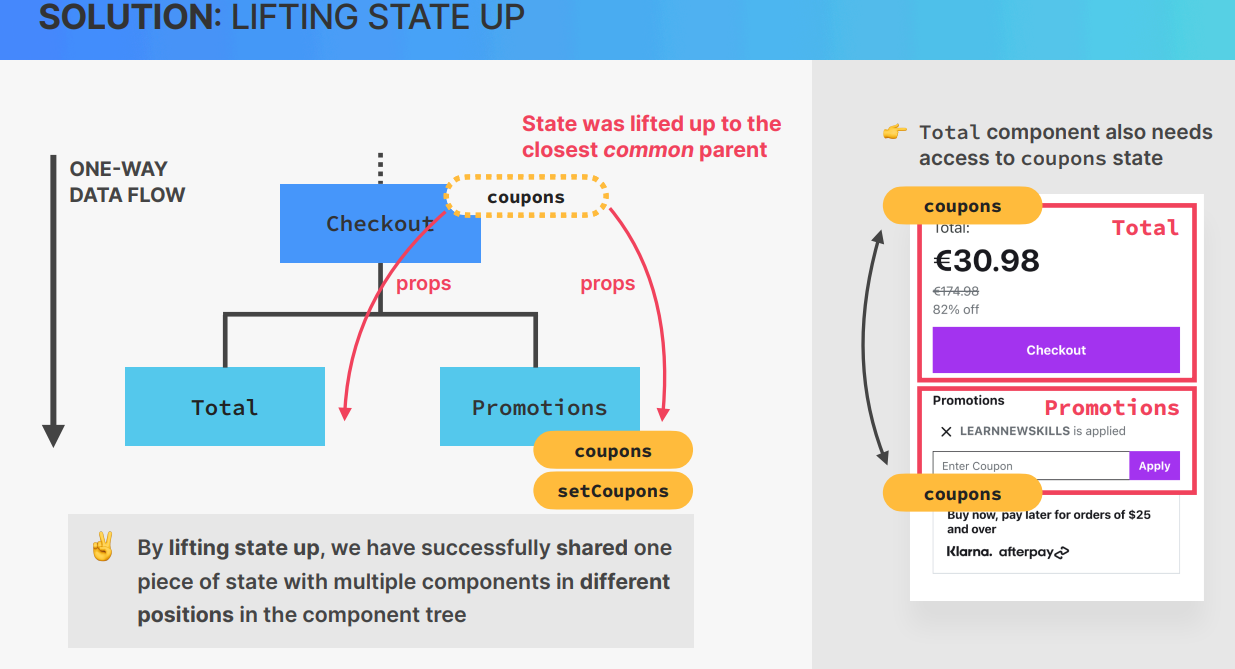 SOLUTION: LIFTING STATE UP
State was lifted up to the
closest common parent
ONE-WAY
DATA FLOW
coupons
Checkout
props
props
Total
Promotions
coupons
setCoupons
By lifting state up, we have successfully shared one
piece of state with multiple components in different
positions in the component tree
Total component also needs
access to coupons state
coupons
Total:
Total
€30.98
€174.98
82% off
Checkout
Promotions
Promotions
LEARNNEWSKILLS is applied
Enter Coupon
Apply
coupons
Buy now, pay later for orders of $25
and over
Klarna. afterpay